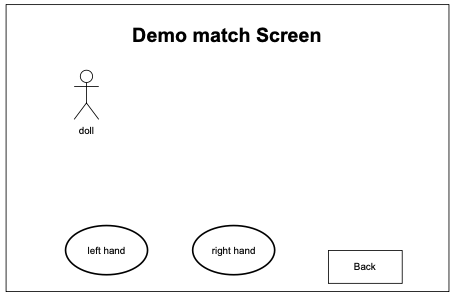 Demo match Screen
doll
left hand
right hand
Back